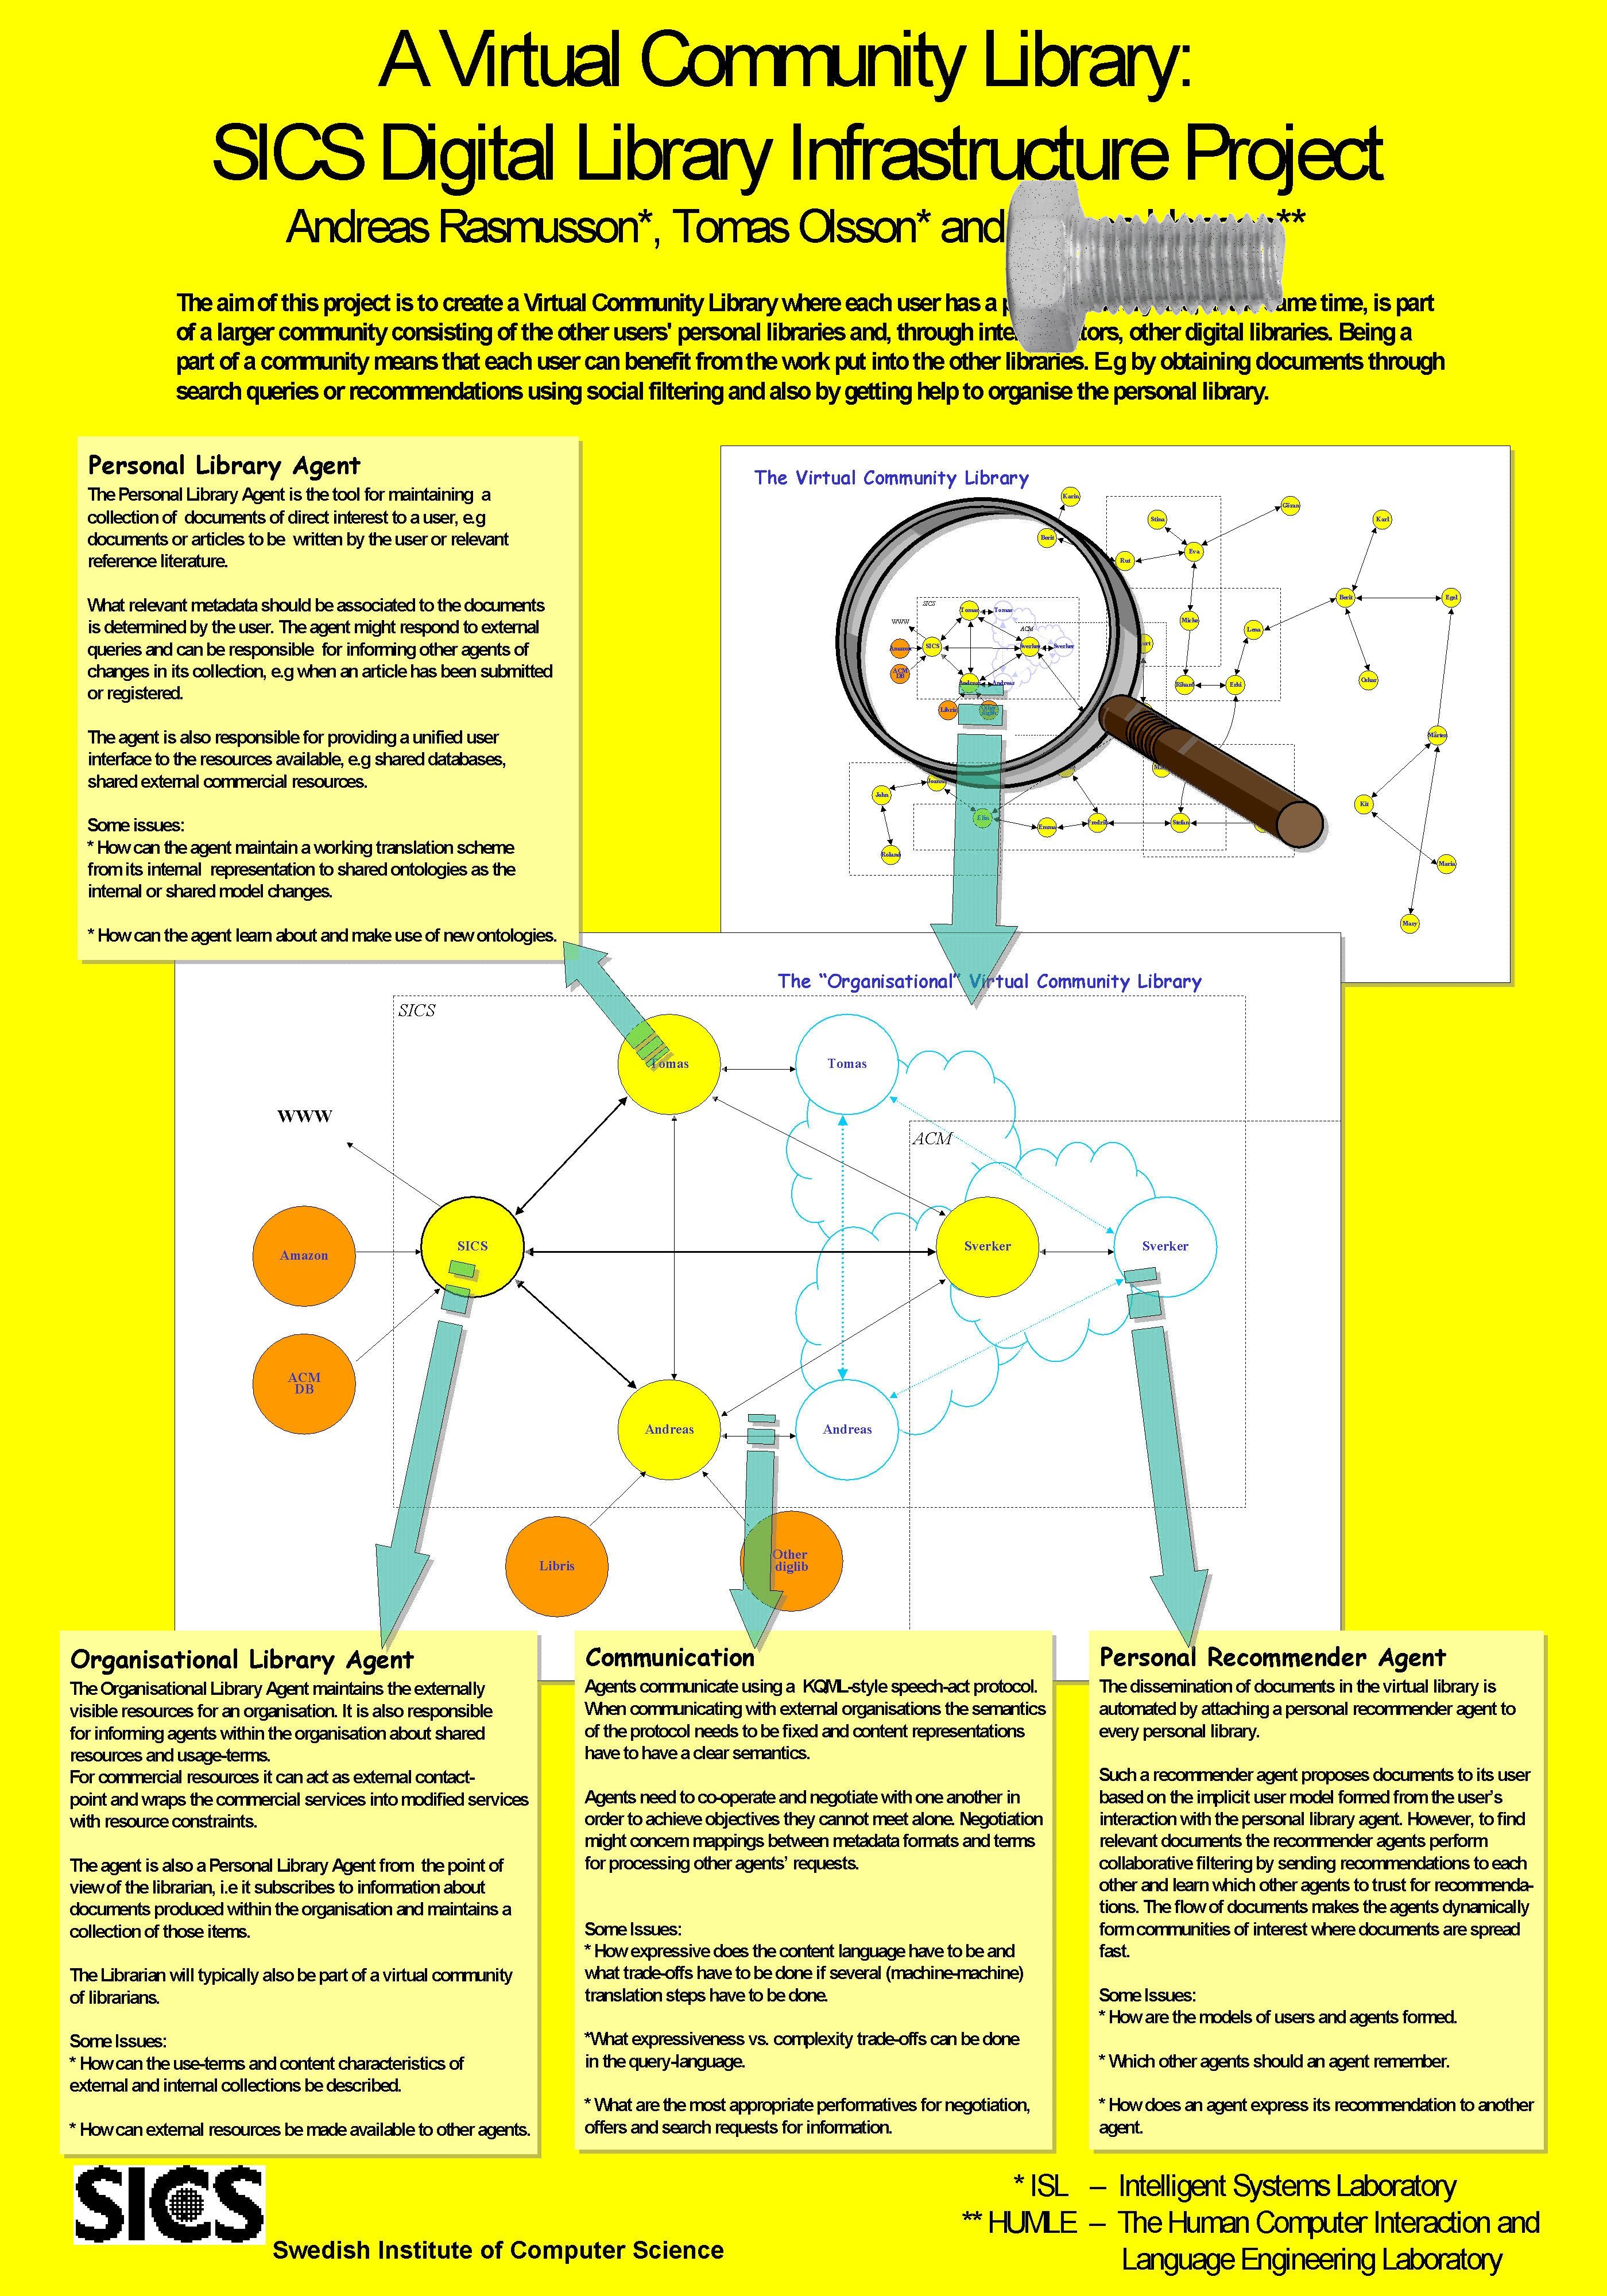 A Virtual Community Library:
SICS Digital Library Infrastructure Project
Andreas Rasmusson*, Tomas Olsson* and **
The aim of this project is to create a Virtual Community Library where each user has a time, is part
of a larger community consisting of the other users' personal libraries and, through other digital libraries. Being a
part of a community means that each user can benefit from the work put into the other libraries. E.g by obtaining documents through
search queries or recommendations using social filtering and also by getting help to organise the personal library.
Personal Library Agent
The Personal Library Agent is the tool for maintaining a
collection of documents of direct interest to a user, e.g
documents or articles to be written by the user or relevant
reference literature.
What relevant metadata should be associated to the documents
is determined by the user. The agent might respond to external
queries and can be responsible for informing other agents of
changes in its collection, e.g when an article has been submitted
or registered.
The agent is also responsible for providing a unified user
interface to the resources available, e.g shared databases,
shared external commercial resources.
Some issues:
* How can the agent maintain a working translation scheme
from its internal representation to shared ontologies as the
internal or shared model changes.
* How can the agent learn about and make use of new ontologies.
The Virtual Community Library
Karin
Göran
Stina
Karl
Berit
Eva
Rut
Berit
Egel
SICS
Tomas
Tomas
WWW
Lena
ACM
Amazon
SICS
Sverker
Sverker
ACM
DB
Oskar
Rikard
Erki
Andreas
Andreas
Libris
Mårten
John
Kit
Elin
Emma
Fredrik
Stefan
Roland
Maria
Mary
The “Organisational” Virtual Community Library
SICS
Tomas
Tomas
WWW
ACM
SICS
Sverker
Sverker
Amazon
ACM
DB
Andreas
Andreas
Libris
Other
diglib
Organisational Library Agent
The Organisational Library Agent maintains the externally
visible resources for an organisation. It is also responsible
for informing agents within the organisation about shared
resources and usage-terms.
For commercial resources it can act as external contact-
point and wraps the commercial services into modified services
with resource constraints.
The agent is also a Personal Library Agent from the point of
view of the librarian, i.e it subscribes to information about
documents produced within the organisation and maintains a
collection of those items.
The Librarian will typically also be part of a virtual community
of librarians.
Some Issues:
* How can the use-terms and content characteristics of
external and internal collections be described.
* How can external resources be made available to other agents.
Communication
Agents communicate using a KQML-style speech-act protocol.
When communicating with external organisations the semantics
of the protocol needs to be fixed and content representations
have to have a clear semantics.
Agents need to co-operate and negotiate with one another in
order to achieve objectives they cannot meet alone. Negotiation
might concern mappings between metadata formats and terms
for processing other agents’ requests.
Some Issues:
* How expressive does the content language have to be and
what trade-offs have to be done if several (machine-machine)
translation steps have to be done.
*What expressiveness vs. complexity trade-offs can be done
in the query-language.
* What are the most appropriate performatives for negotiation,
offers and search requests for information.
Personal Recommender Agent
The dissemination of documents in the virtual library is
automated by attaching a personal recommender agent to
every personal library.
Such a recommender agent proposes documents to its user
based on the implicit user model formed from the user’s
interaction with the personal library agent. However, to find
relevant documents the recommender agents perform
collaborative filtering by sending recommendations to each
other and learn which other agents to trust for recommenda-
tions. The flow of documents makes the agents dynamically
form communities of interest where documents are spread
fast.
Some Issues:
* How are the models of users and agents formed.
* Which other agents should an agent remember.
* How does an agent express its recommendation to another
agent.
SICS
Swedish Institute of Computer Science
* ISL – Intelligent Systems Laboratory
** HUMLE – The Human Computer Interaction and
Language Engineering Laboratory